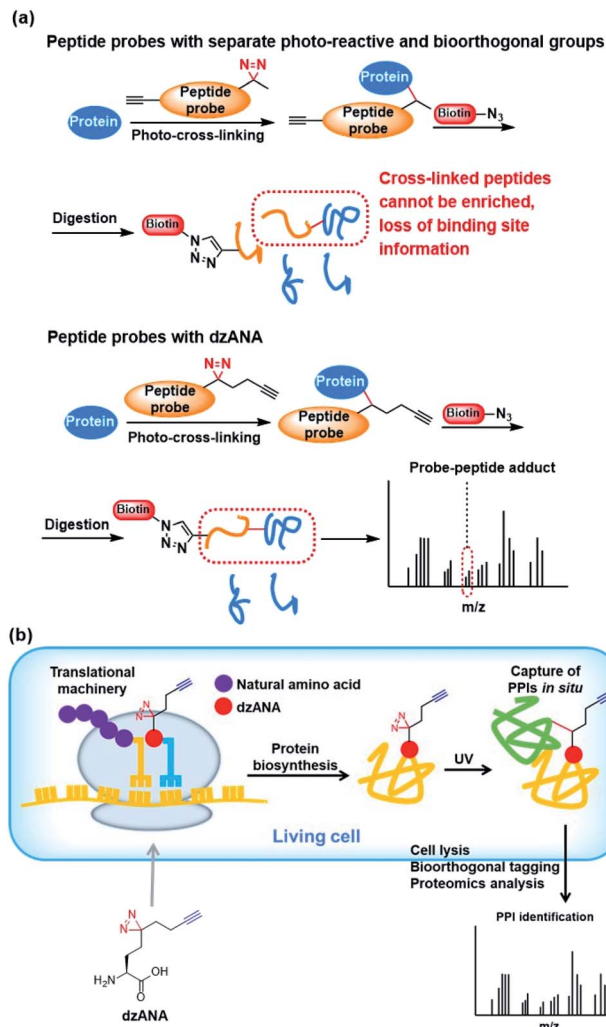 (a)
Peptide probes with separate photo-reactive and bioorthogonal groups
N=N
Protein
Peptide
probe
Photo-cross-linking
Protein
Peptide
probe
Biotin
N3
Digestion
Biotin
N
N
N
Cross-linked peptides
cannot be enriched,
loss of binding site
information
Peptide probes with dzANA
N=N
Protein
Peptide
probe
Photo-cross-linking
Protein
Peptide
probe
Biotin
N3
Digestion
Biotin
N
N
N
Probe-peptide adduct
m/z
(b)
Translational
machinery
Natural amino acid
dzANA
N
N
Protein
biosynthesis
N
N
UV
Capture of
PPIs in situ
Living cell
Cell lysis
Bioorthogonal tagging
Proteomics analysis
N
N
H2N
OH
O
dzANA
PPI identification
m/z